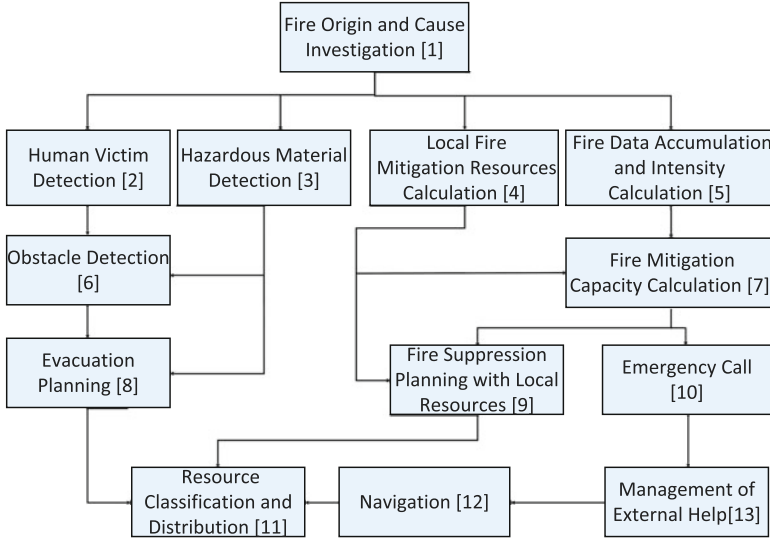 Fire Origin and Cause
Investigation [1]
Human Victim
Detection [2]
Hazardous Material
Detection [3]
Local Fire
Mitigation Resources
Calculation [4]
Fire Data Accumulation
and Intensity
Calculation [5]
Obstacle Detection
[6]
Fire Mitigation
Capacity Calculation [7]
Evacuation
Planning [8]
Fire Suppression
Planning with Local
Resources [9]
Emergency Call
[10]
Resource
Classification and
Distribution [11]
Navigation [12]
Management of
External Help[13]